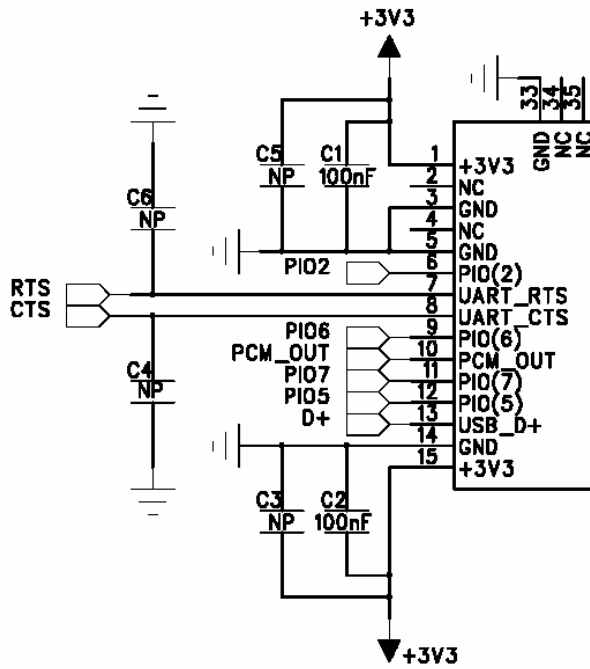 +3V3
33
34
35
GND
NC
NC
C5
NP
C1
100nF
1
+3V3
2
NC
3
GND
4
NC
5
GND
C6
NP
PIO2
6
PIO(2)
RTS
7
UART_RTS
CTS
8
UART_CTS
PIO6
9
PIO(6)
PCM_OUT
10
PCM_OUT
PIO7
11
PIO(7)
PIO5
12
PIO(5)
D+
13
USB_D+
14
GND
15
+3V3
C4
NP
C3
NP
C2
100nF
+3V3